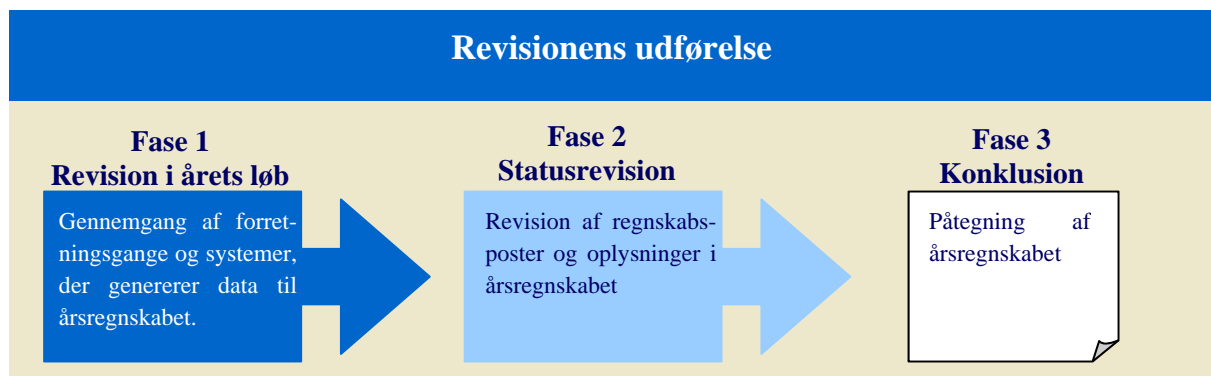 Revisionens udførelse
Fase 1
Revision i årets løb
Gennemgang af forret-
ningsgange og systemer,
der genererer data til
årsregnskabet.
Fase 2
Statusrevision
Revision af regnskabs-
poster og oplysninger i
årsregnskabet
Fase 3
Konklusion
Påtegning af
årsregnskabet